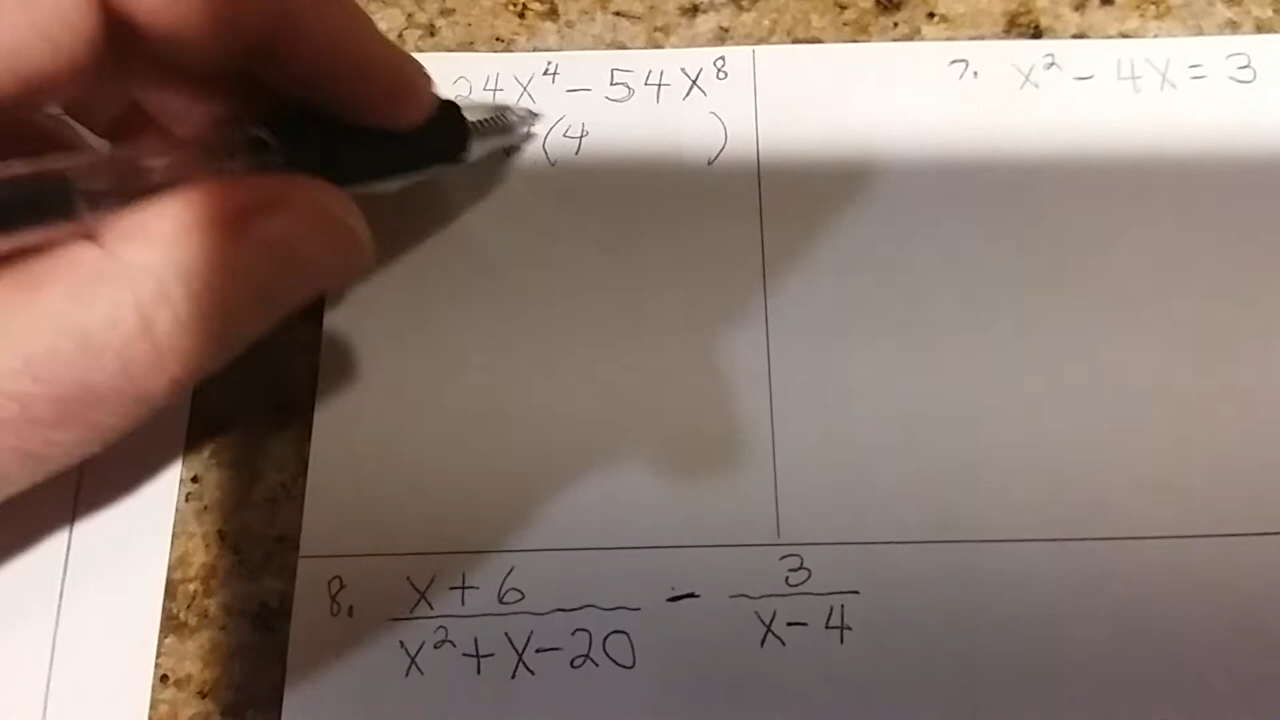 24x⁴ - 54x⁸
(4 )
7. x² - 4x = 3
8. x + 6 / x² + x - 20 - 3 / x - 4